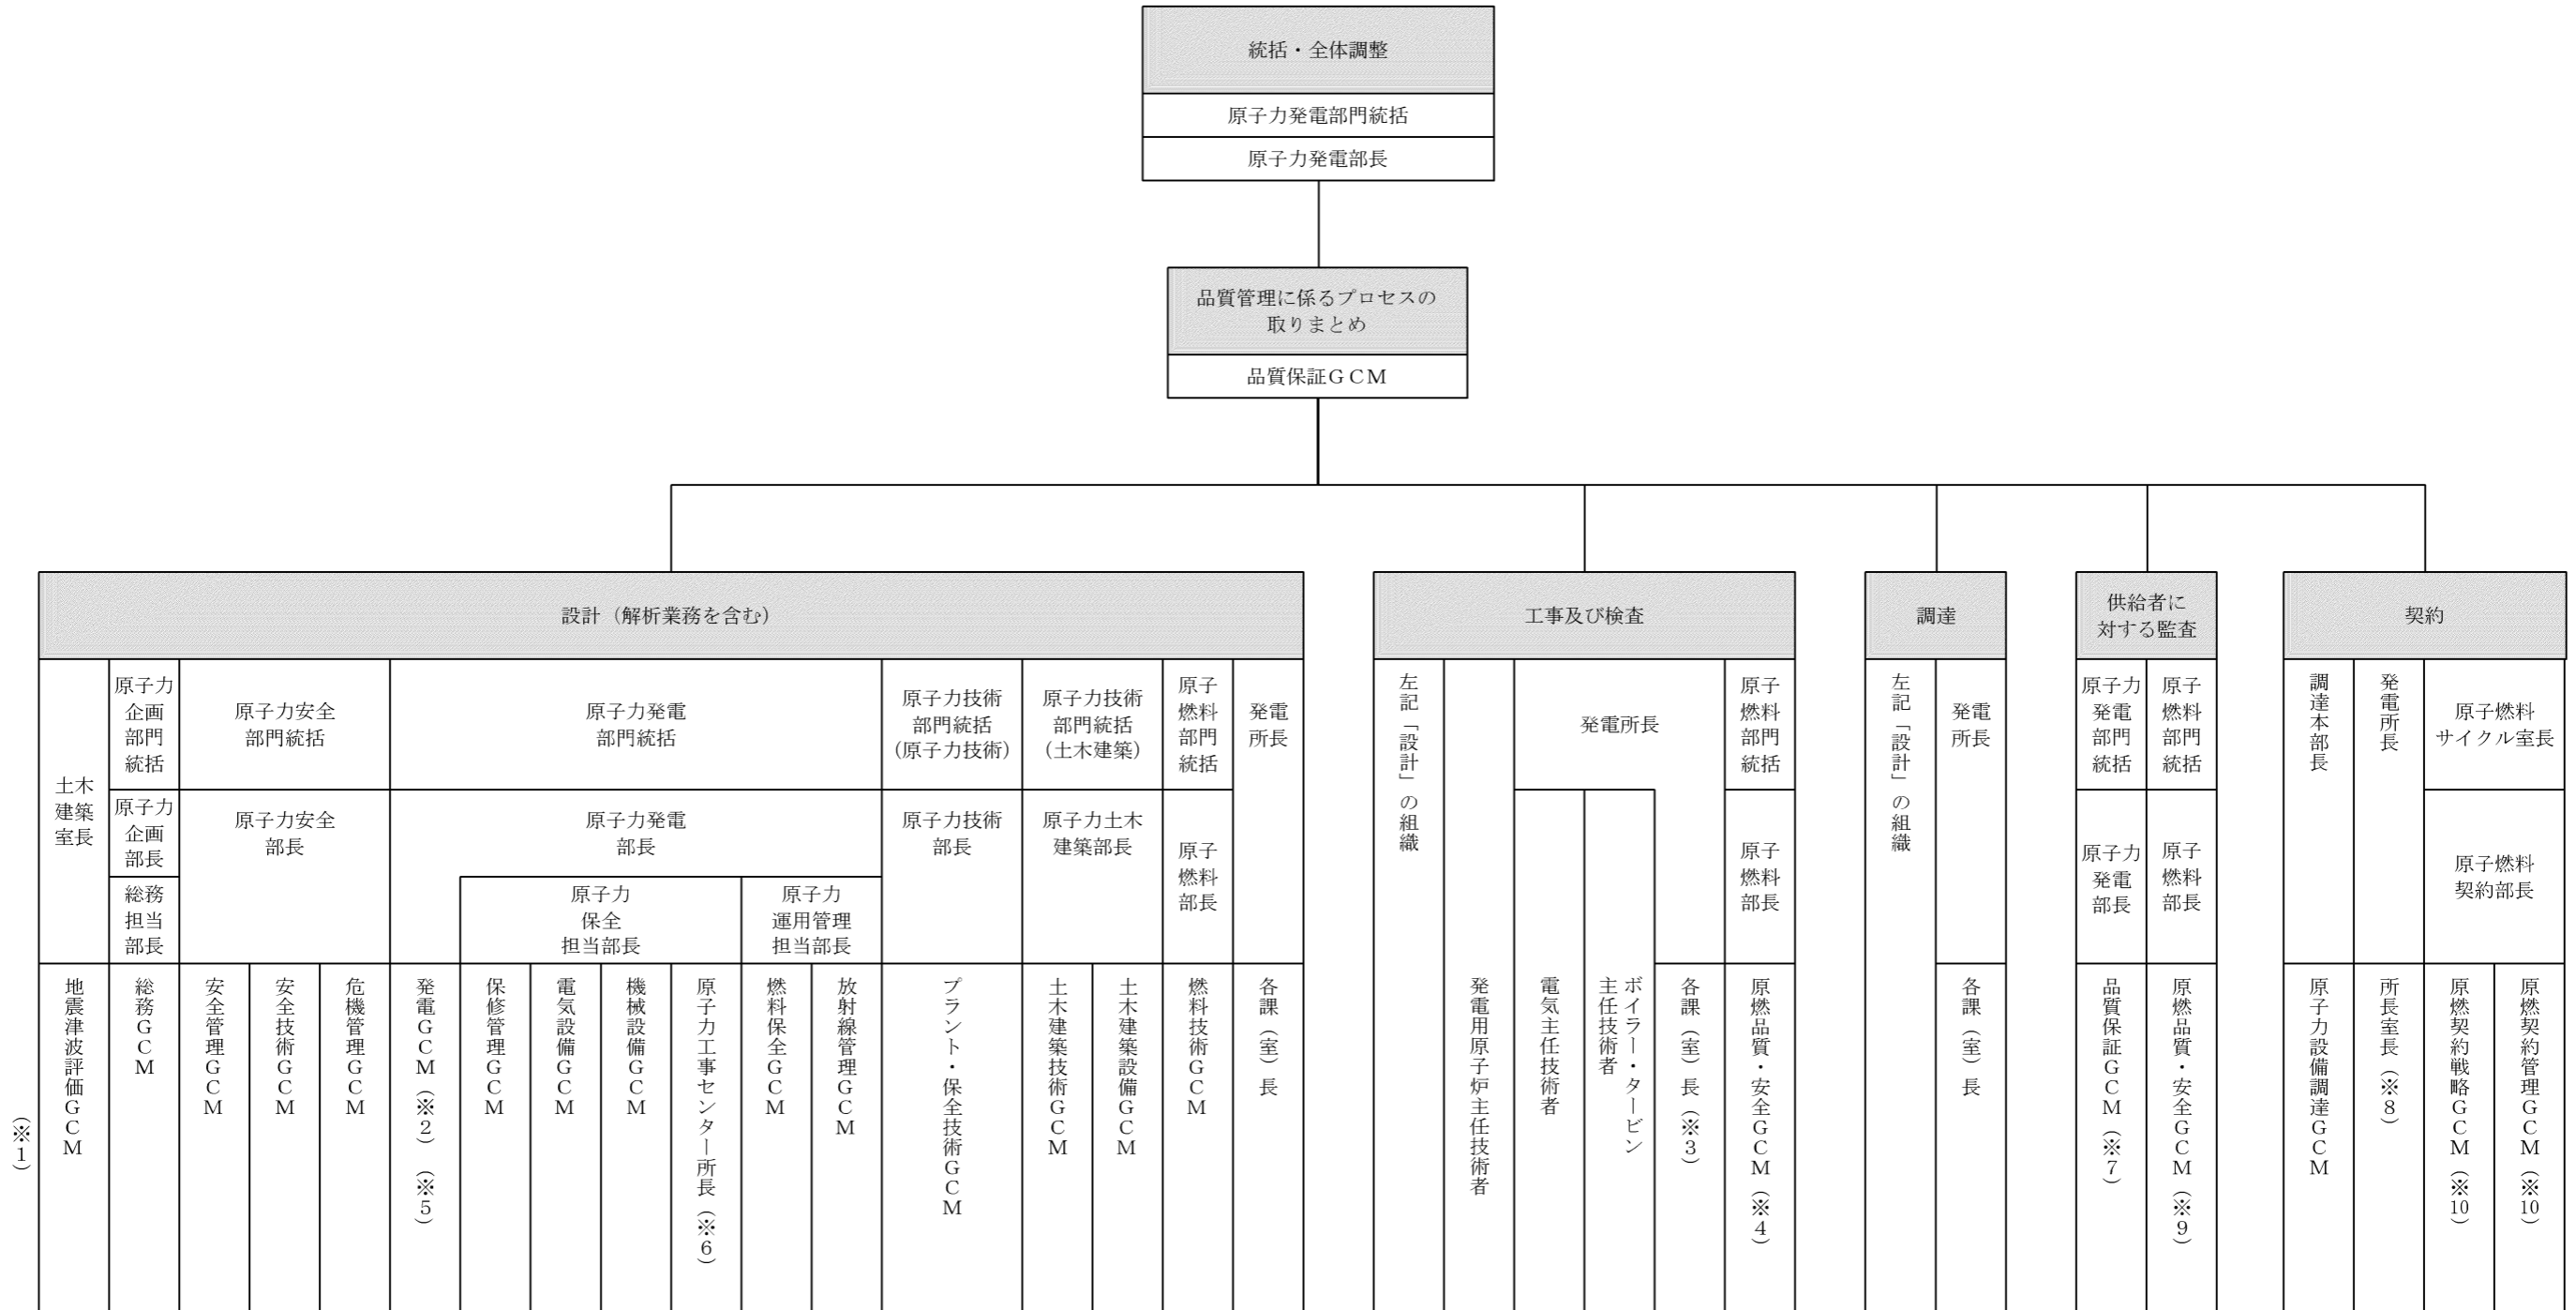 統括・全体調整
原子力発電部門統括
原子力発電部長
品質管理に係るプロセスの
取りまとめ
品質保証ＧＣＭ
設計（解析業務を含む）
工事及び検査
調達
供給者に
対する監査
契約
土木
建築
室長
原子力
企画
部門
統括
原子力安全
部門統括
原子力発電
部門統括
原子力技術
部門統括
（原子力技術）
原子力技術
部門統括
（土木建築）
原子
燃料
部門
統括
発電
所長
原子力
企画
部長
原子力安全
部長
原子力発電
部長
原子力技術
部長
原子力土木
建築部長
原子
燃料
部長
総務
担当
部長
原子力
保全
担当部長
原子力
運用管理
担当部長
地震津波評価ＧＣＭ
（※１）
総務ＧＣＭ
安全管理ＧＣＭ
安全技術ＧＣＭ
危機管理ＧＣＭ
発電ＧＣＭ（※２）（※５）
保修管理ＧＣＭ
電気設備ＧＣＭ
機械設備ＧＣＭ
原子力工事センター所長（※６）
燃料保全ＧＣＭ
放射線管理ＧＣＭ
プラント・保全技術ＧＣＭ
土木建築技術ＧＣＭ
土木建築設備ＧＣＭ
燃料技術ＧＣＭ
各課（室）長
左記「設計」の組織
発電用原子炉主任技術者
発電所長
電気主任技術者
ボイラー・タービン
主任技術者
各課（室）長（※３）
原子
燃料
部門
統括
原子
燃料
部長
原燃品質・安全ＧＣＭ（※４）
左記「設計」の組織
発電
所長
各課（室）長
原子力
発電
部門
統括
原子力
発電
部長
品質保証ＧＣＭ（※７）
原子
燃料
部門
統括
原子
燃料
部長
原燃品質・安全ＧＣＭ（※９）
調達本部長
原子力設備調達ＧＣＭ
発電所長
所長室長（※８）
原子燃料
サイクル室長
原子燃料
契約部長
原燃契約戦略ＧＣＭ（※10）
原燃契約管理ＧＣＭ（※10）